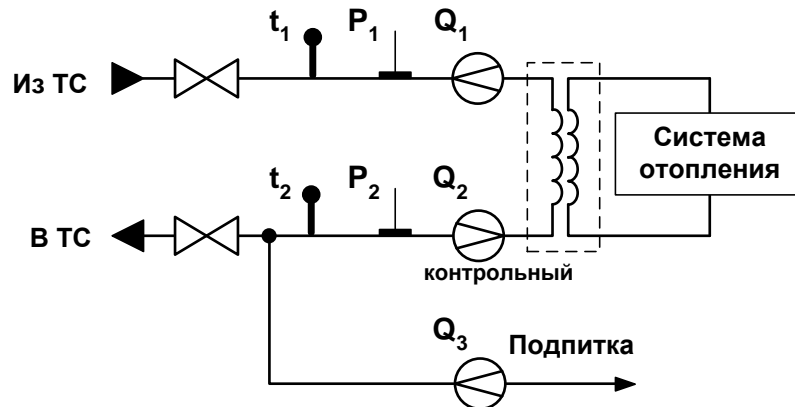 t1 P1 Q1
Из ТС
Система
отопления
t2 P2 Q2
В ТС
контрольный
Q3 Подпитка